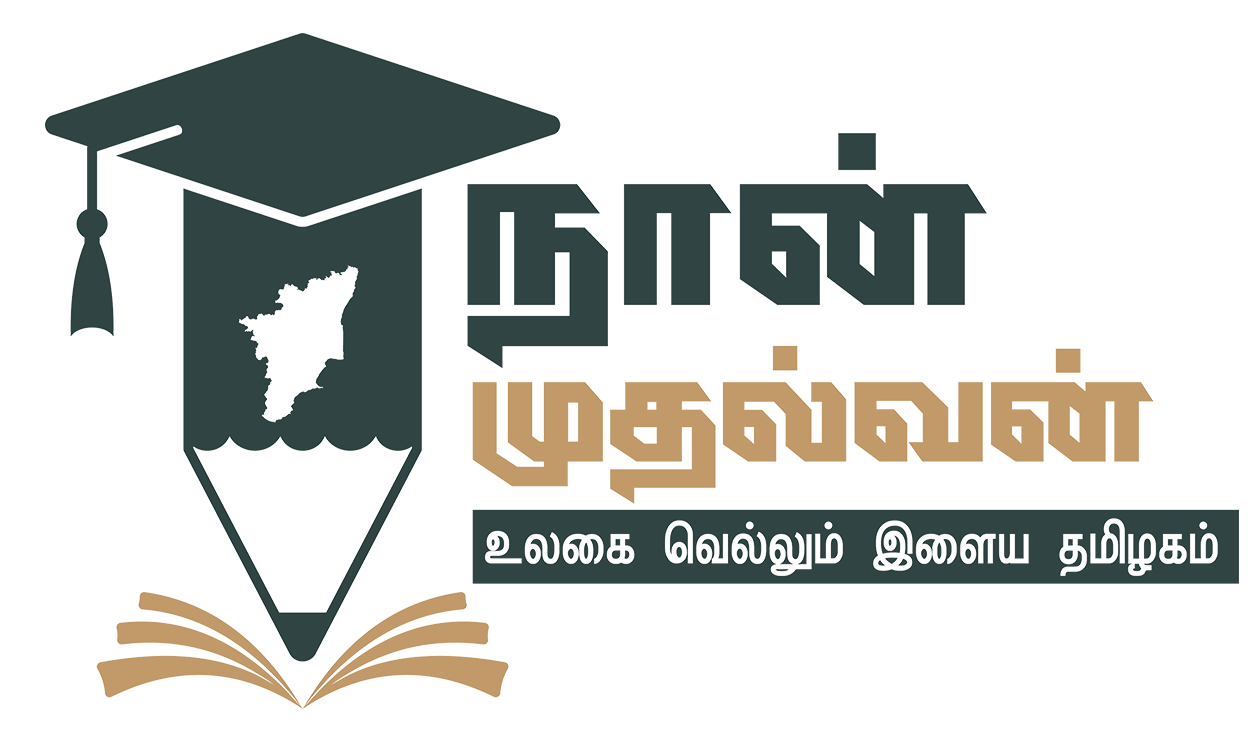 நான்
முதல்வன்
உலகை வெல்லும் இளைய தமிழகம்